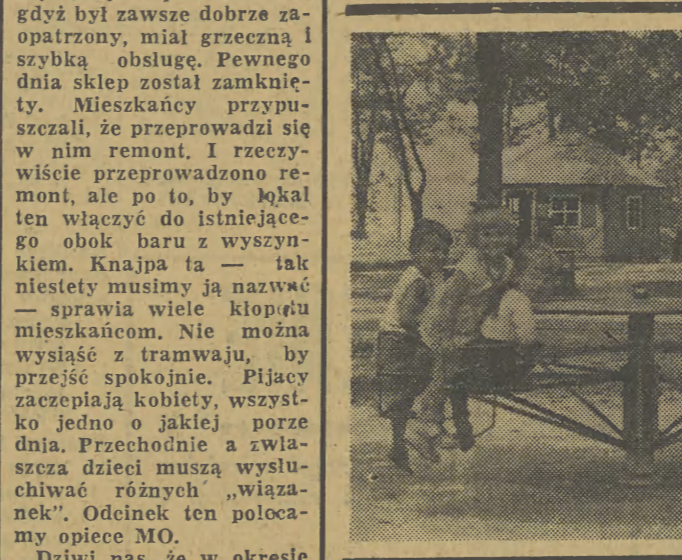 gdyż był zawsze dobrze za-
opatrzony, miał grzeczną i
szybką obsługę. Pewnego
dnia sklep został zamknię-
ty. Mieszkańcy przypu-
szczali, że przeprowadzi się
w nim remont. I rzeczy-
wiście przeprowadzono re-
mont, ale po to, by lokal
ten włączyć do istniejące-
go obok baru z wyszyn-
kiem. Knajpa ta — tak
niestety musimy ją nazwać
— sprawia wiele kłopotu
mieszkańcom. Nie można
wysiąść z tramwaju, by
przejść spokojnie. Pijacy
zaczepiają kobiety, wszyst-
ko jedno o jakiej porze
dnia. Przechodnie a zwła-
szcza dzieci muszą wysłu-
chiwać różnych „wiąza-
nek". Odcinek ten poleca-
my opiece MO.
Dziwi nas, że w okresie